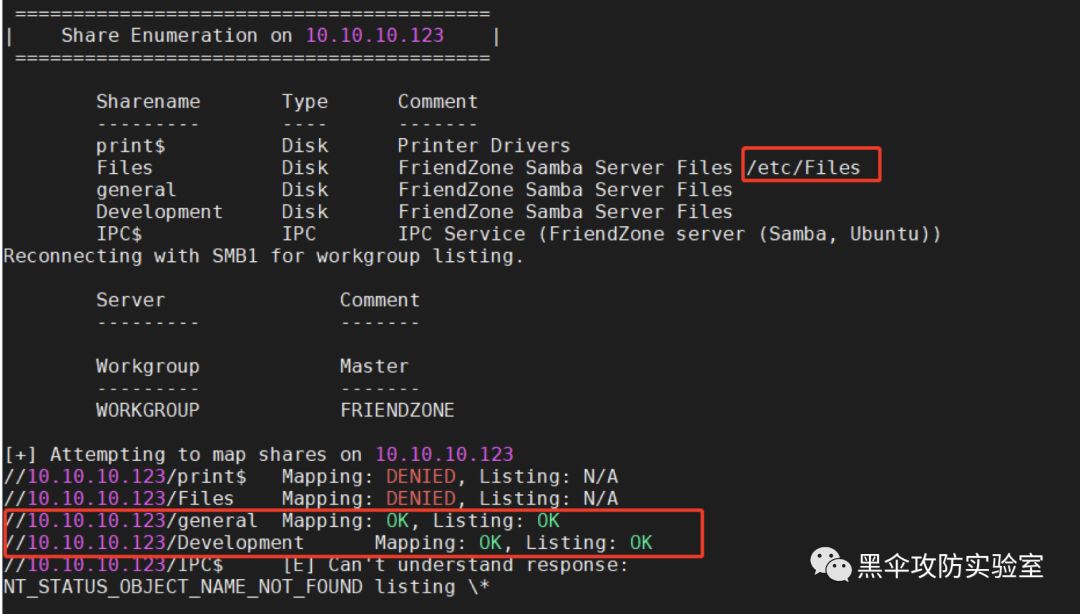 =========================================
|    Share Enumeration on 10.10.10.123    |
=========================================
Sharename       Type      Comment
---------       ----      -------
print$          Disk      Printer Drivers
Files           Disk      FriendZone Samba Server Files /etc/Files
general         Disk      FriendZone Samba Server Files
Development     Disk      FriendZone Samba Server Files
IPC$            IPC       IPC Service (FriendZone server (Samba, Ubuntu))
Reconnecting with SMB1 for workgroup listing.
Server               Comment
---------            -------
Workgroup            Master
---------            -------
WORKGROUP            FRIENDZONE
[+] Attempting to map shares on 10.10.10.123
//10.10.10.123/print$   Mapping: DENIED, Listing: N/A
//10.10.10.123/Files    Mapping: DENIED, Listing: N/A
//10.10.10.123/general  Mapping: OK, Listing: OK
//10.10.10.123/Development      Mapping: OK, Listing: OK
//10.10.10.123/IPC$     [E] Can't understand response:
NT_STATUS_OBJECT_NAME_NOT_FOUND listing \*
黑伞攻防实验室